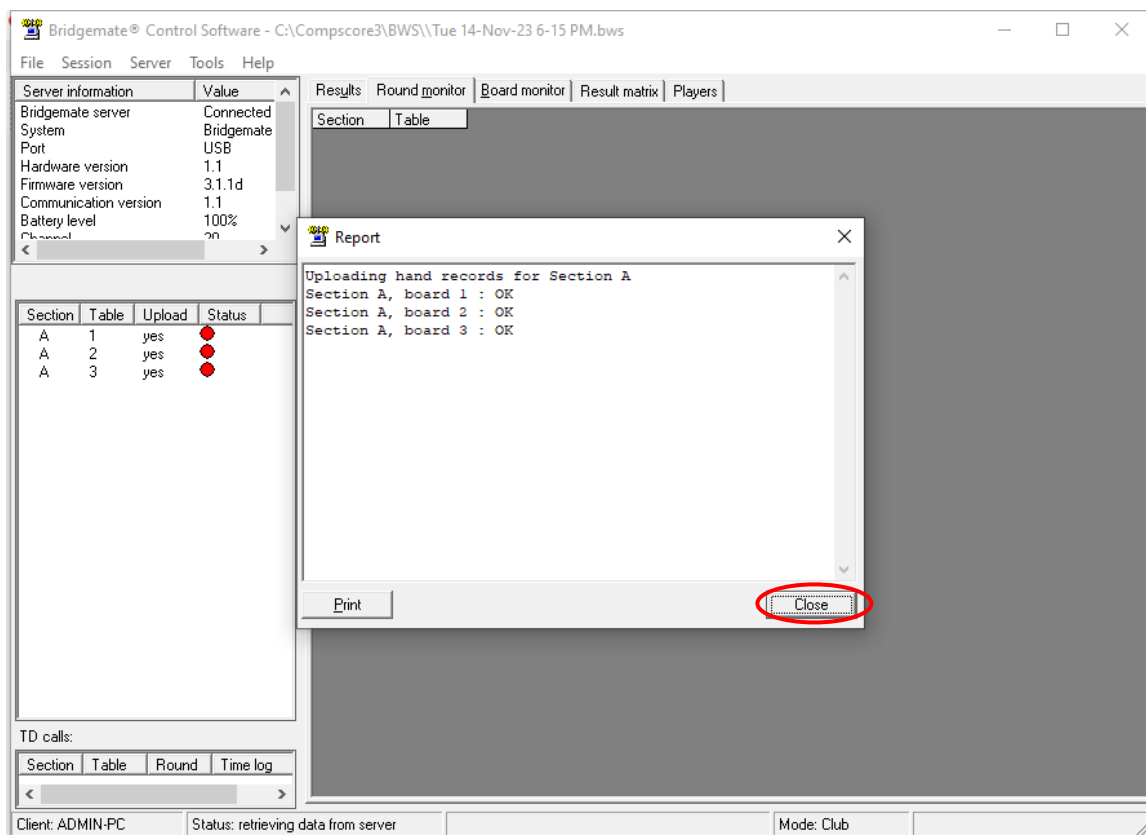 Bridgemate® Control Software - C:\Compscore3\BWS\\Tue 14-Nov-23 6-15 PM.bws
File Session Server Tools Help
Server information Value
Bridgemate server Connected
System Bridgemate
Port USB
Hardware version 1.1
Firmware version 3.1.1d
Communication version 1.1
Battery level 100%
Channel 20
Results Round monitor Board monitor Result matrix Players
Section Table
Report
Uploading hand records for Section A
Section A, board 1 : OK
Section A, board 2 : OK
Section A, board 3 : OK
Print Close
Section Table Upload Status
A 1 yes
A 2 yes
A 3 yes
TD calls:
Section Table Round Time log
Client: ADMIN-PC Status: retrieving data from server Mode: Club